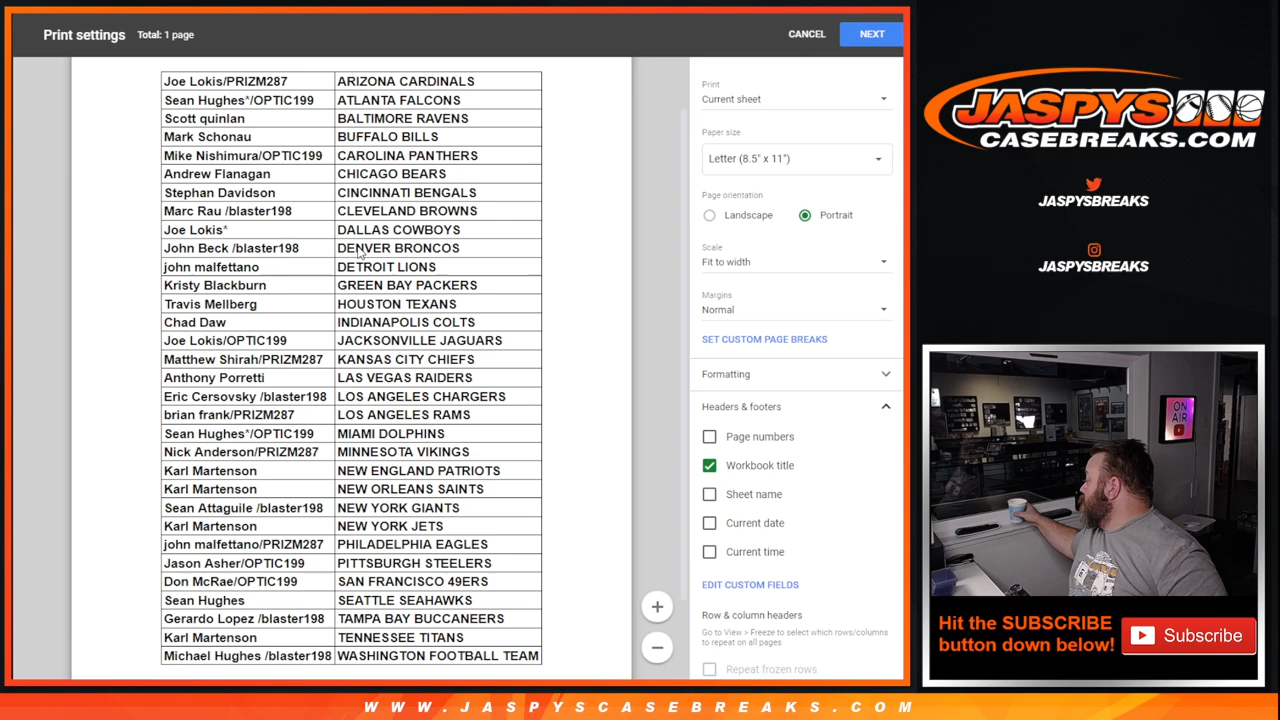 Print settings Total: 1 page CANCEL NEXT
Joe Lokis/PRIZM287 ARIZONA CARDINALS
Sean Hughes*/OPTIC199 ATLANTA FALCONS
Scott quinlan BALTIMORE RAVENS
Mark Schonau BUFFALO BILLS
Mike Nishimura/OPTIC199 CAROLINA PANTHERS
Andrew Flanagan CHICAGO BEARS
Stephan Davidson CINCINNATI BENGALS
Marc Rau /blaster198 CLEVELAND BROWNS
Joe Lokis* DALLAS COWBOYS
John Beck /blaster198 DENVER BRONCOS
john malfettano DETROIT LIONS
Kristy Blackburn GREEN BAY PACKERS
Travis Mellberg HOUSTON TEXANS
Chad Daw INDIANAPOLIS COLTS
Joe Lokis/OPTIC199 JACKSONVILLE JAGUARS
Matthew Shirah/PRIZM287 KANSAS CITY CHIEFS
Anthony Porretti LAS VEGAS RAIDERS
Eric Cersovsky /blaster198 LOS ANGELES CHARGERS
brian frank/PRIZM287 LOS ANGELES RAMS
Sean Hughes*/OPTIC199 MIAMI DOLPHINS
Nick Anderson/PRIZM287 MINNESOTA VIKINGS
Karl Martenson NEW ENGLAND PATRIOTS
Karl Martenson NEW ORLEANS SAINTS
Sean Attaguile /blaster198 NEW YORK GIANTS
Karl Martenson NEW YORK JETS
john malfettano/PRIZM287 PHILADELPHIA EAGLES
Jason Asher/OPTIC199 PITTSBURGH STEELERS
Don McRae/OPTIC199 SAN FRANCISCO 49ERS
Sean Hughes SEATTLE SEAHAWKS
Gerardo Lopez /blaster198 TAMPA BAY BUCCANEERS
Karl Martenson TENNESSEE TITANS
Michael Hughes /blaster198 WASHINGTON FOOTBALL TEAM
Print
Current sheet
Paper size
Letter (8.5" x 11")
Page orientation
Landscape Portrait
Scale
Fit to width
Margins
Normal
SET CUSTOM PAGE BREAKS
Formatting
Headers & footers
Page numbers
Workbook title
Sheet name
Current date
Current time
EDIT CUSTOM FIELDS
Row & column headers
Go to View > Freeze to select which rows/columns
to repeat on all pages
Repeat frozen rows
JASPYS
CASEBREAKS.COM
JASPYSBREAKS
JASPYSBREAKS
ON
AIR
Hit the SUBSCRIBE
button down below!
Subscribe
WWW.JASPYSCASEBREAKS.COM